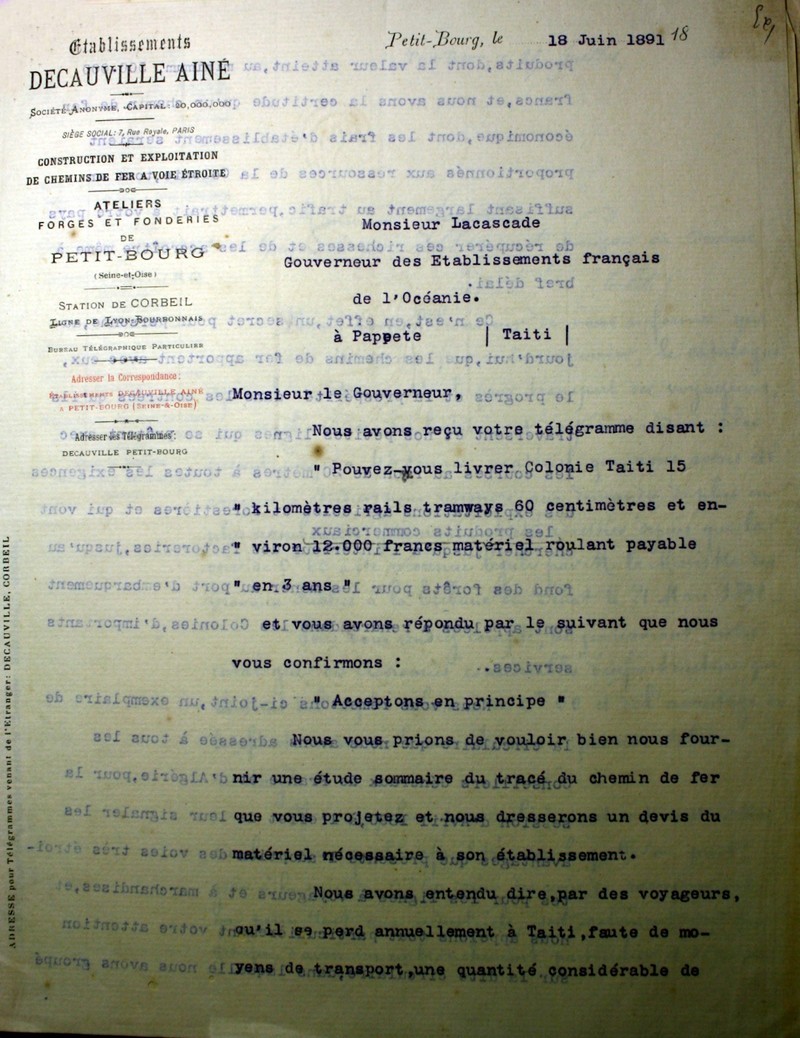 Établissements
DECAUVILLE AINÉ
SOCIÉTÉ ANONYME, CAPITAL:
SIÈGE SOCIAL: 7, Rue Royale, PARIS
CONSTRUCTION ET EXPLOITATION
DE CHEMINS DE FER A VOIE ÉTROITE
ATELIERS
FORGES ET FONDERIES
DE
PETIT-BOURG
(Seine-et-Oise)
STATION DE CORBEIL
LIGNE DE LYON-BOURBONNAIS
BUREAU TÉLÉGRAPHIQUE PARTICULIER
Adresser la Correspondance:
ÉTABLISSEMENTS DECAUVILLE AINÉ
A PETIT-BOURG (SEINE-&-OISE)
Adresser les Télégrammes:
DECAUVILLE PETIT-BOURG
ADRESSE pour Télégrammes venant de l'Etranger: DECAUVILLE, CORBEIL
Petit-Bourg, le 18 Juin 1891 18
Monsieur Lacascade
Gouverneur des Etablissements français
de l'Océanie.
à Pappete | Taiti |
Monsieur le Gouverneur,
Nous avons reçu votre télégramme disant :
" Pouvez-vous livrer Colonie Taiti 15
" kilomètres rails tramways 60 centimètres et en-
" viron 12.000 francs matériel roulant payable
" en 3 ans "
et vous avons répondu par le suivant que nous
vous confirmons :
" Acceptons en principe "
Nous vous prions de vouloir bien nous four-
nir une étude sommaire du tracé du chemin de fer
que vous projetez et nous dresserons un devis du
matériel nécessaire à son établissement.
Nous avons entendu dire,par des voyageurs,
qu'il se perd annuellement à Taiti,faute de mo-
yens de transport,une quantité considérable de